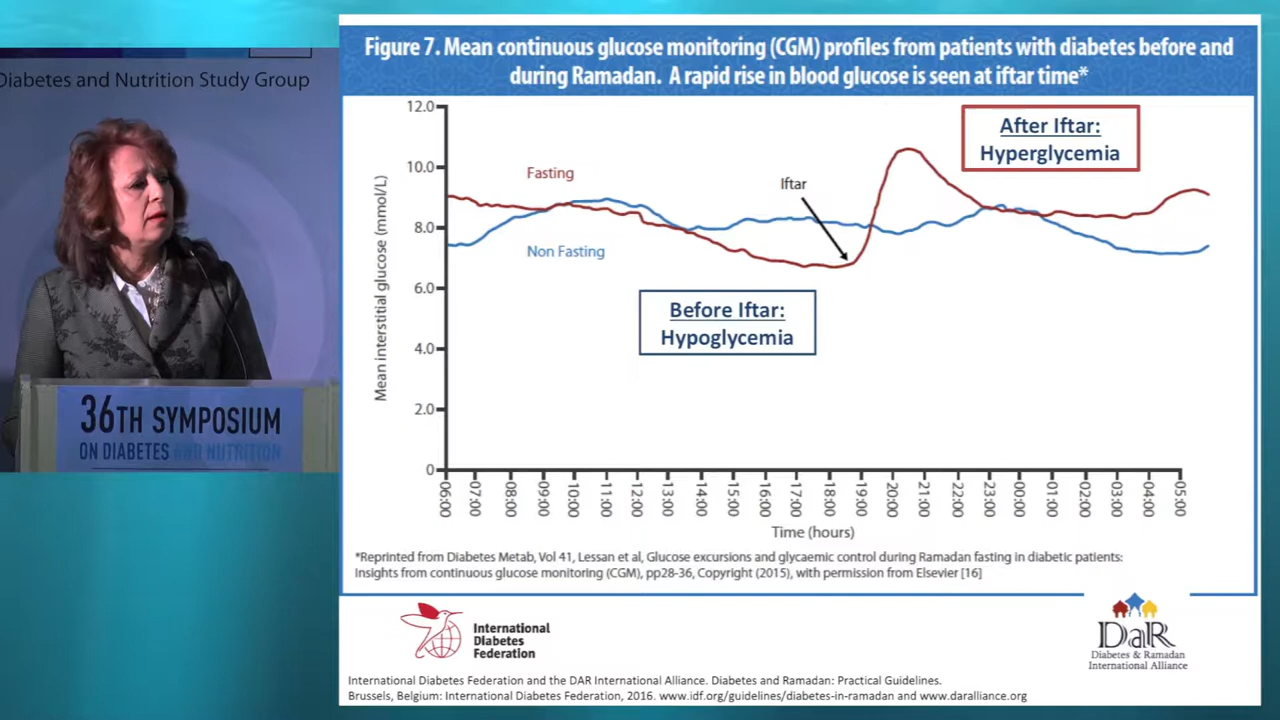 Diabetes and Nutrition Study Group
36TH SYMPOSIUM
ON DIABETES AND NUTRITION
Figure 7. Mean continuous glucose monitoring (CGM) profiles from patients with diabetes before and
during Ramadan. A rapid rise in blood glucose is seen at iftar time*
Mean interstitial glucose (mmol/L)
12.0
10.0
8.0
6.0
4.0
2.0
0
Fasting
Non Fasting
Iftar
After Iftar:
Hyperglycemia
Before Iftar:
Hypoglycemia
06:00 07:00 08:00 09:00 10:00 11:00 12:00 13:00 14:00 15:00 16:00 17:00 18:00 19:00 20:00 21:00 22:00 23:00 00:00 01:00 02:00 03:00 04:00 05:00
Time (hours)
*Reprinted from Diabetes Metab, Vol 41, Lessan et al, Glucose excursions and glycaemic control during Ramadan fasting in diabetic patients:
Insights from continuous glucose monitoring (CGM), pp28-36, Copyright (2015), with permission from Elsevier [16]
International
Diabetes
Federation
DaR
Diabetes & Ramadan
International Alliance
International Diabetes Federation and the DAR International Alliance. Diabetes and Ramadan: Practical Guidelines.
Brussels, Belgium: International Diabetes Federation, 2016. www.idf.org/guidelines/diabetes-in-ramadan and www.daralliance.org